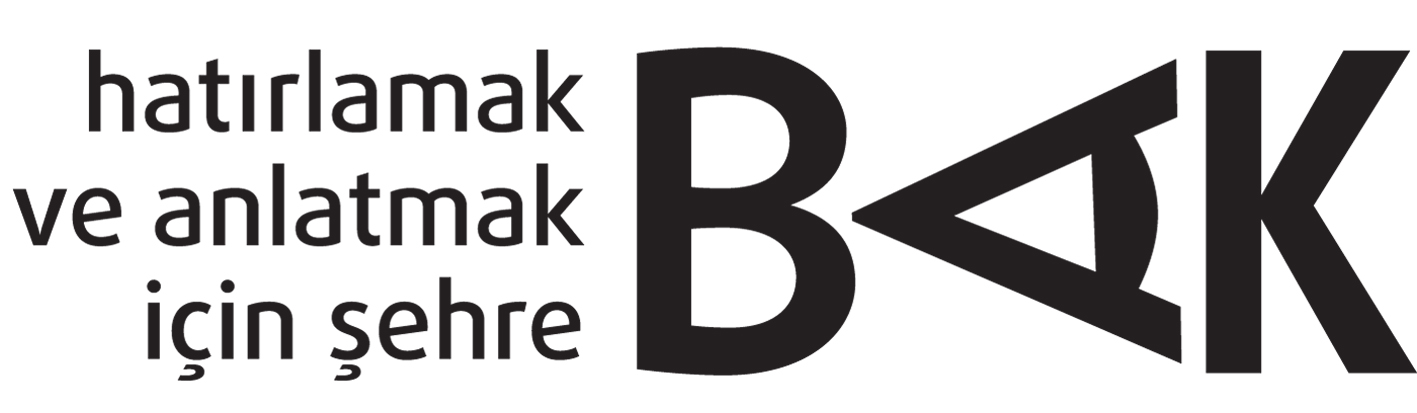 hatırlamak
ve anlatmak
için şehre
BAK